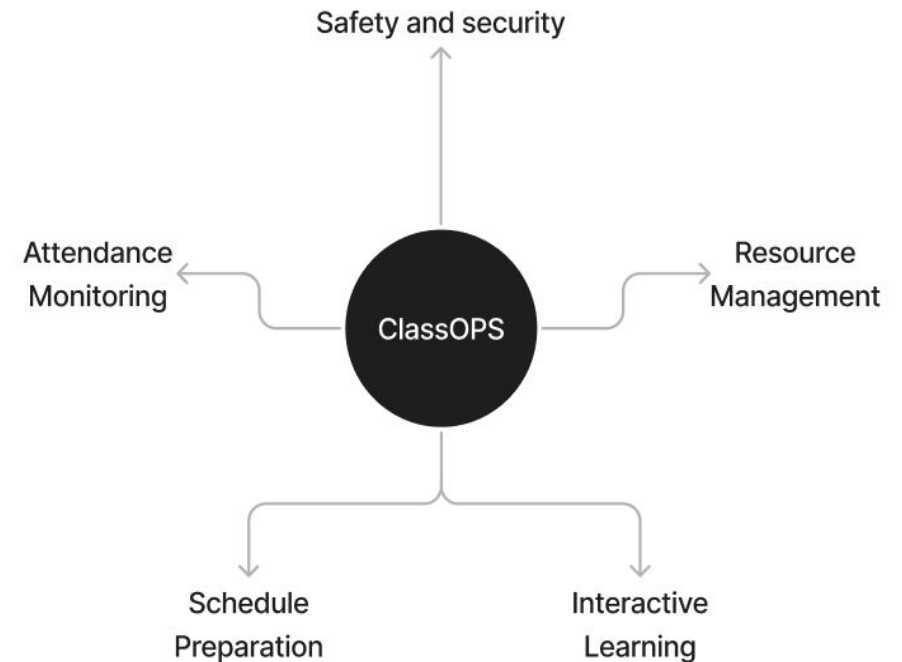 Safety and security
Attendance
Monitoring
Resource
Management
ClassOPS
Schedule
Preparation
Interactive
Learning